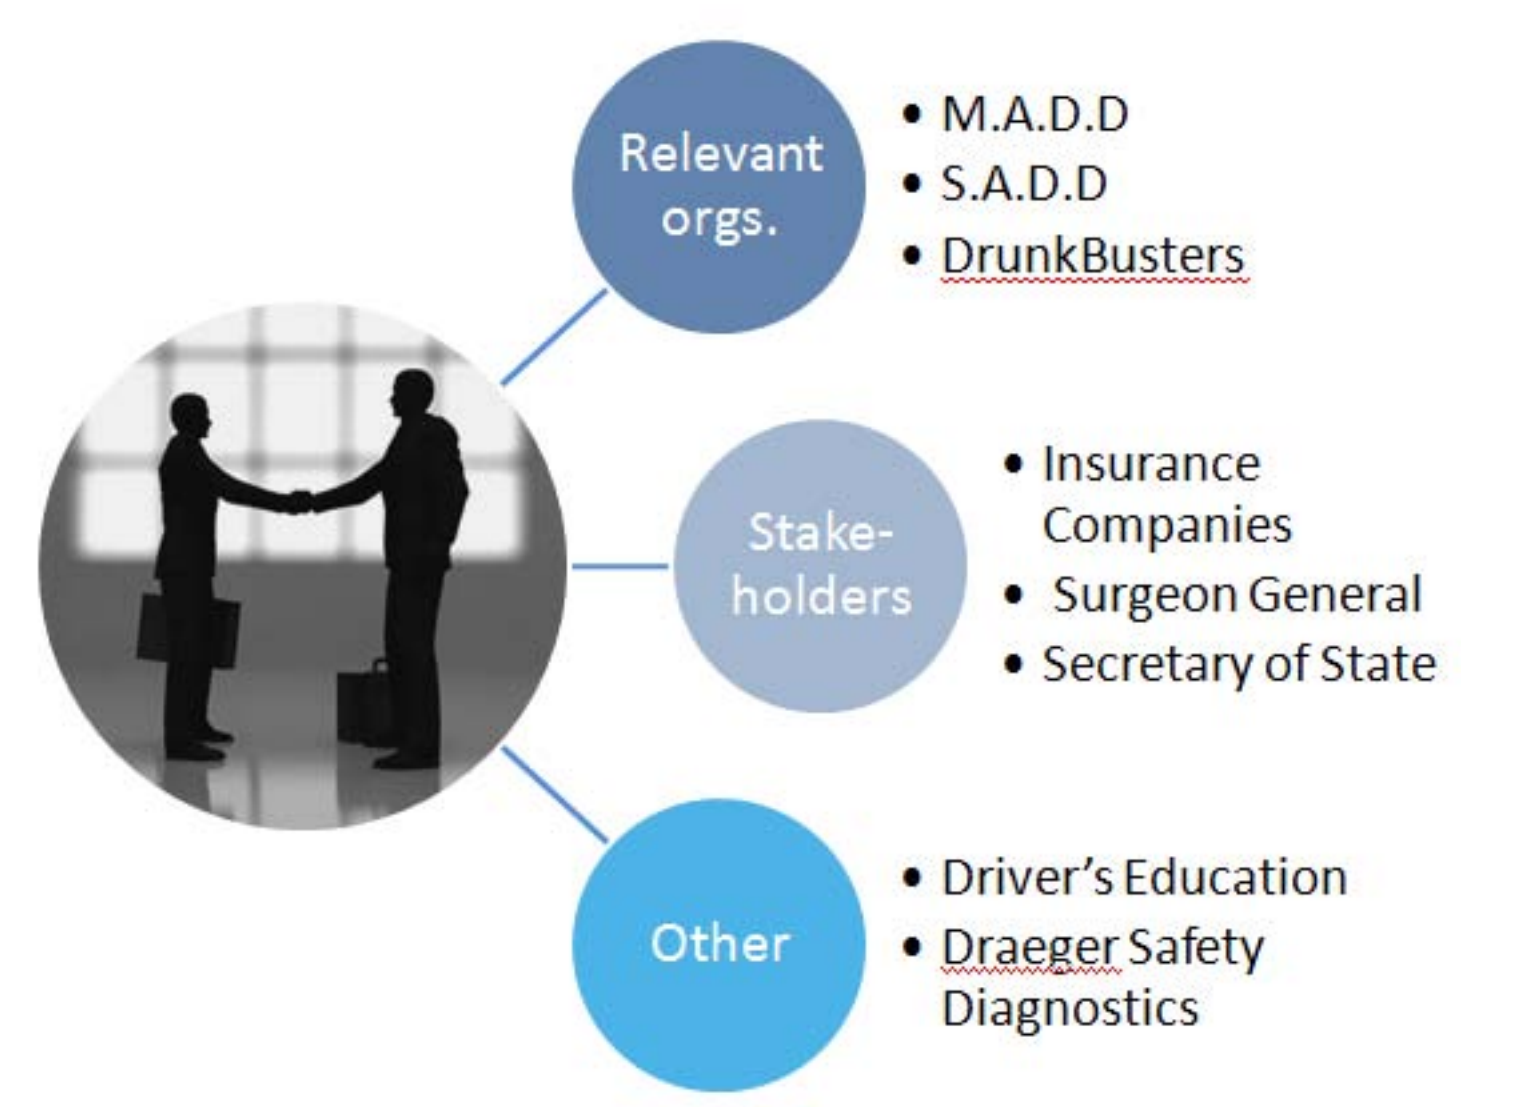 Relevant
orgs.
• M.A.D.D
• S.A.D.D
• DrunkBusters
Stake-
holders
• Insurance
Companies
• Surgeon General
• Secretary of State
Other
• Driver's Education
• Draeger Safety
Diagnostics